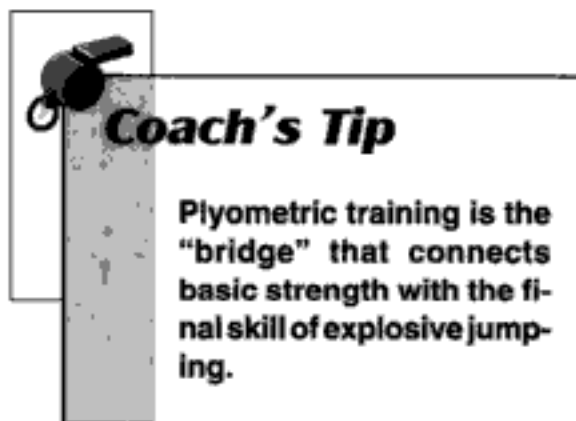 Coach's Tip
Plyometric training is the
"bridge" that connects
basic strength with the fi-
nal skill of explosive jump-
ing.